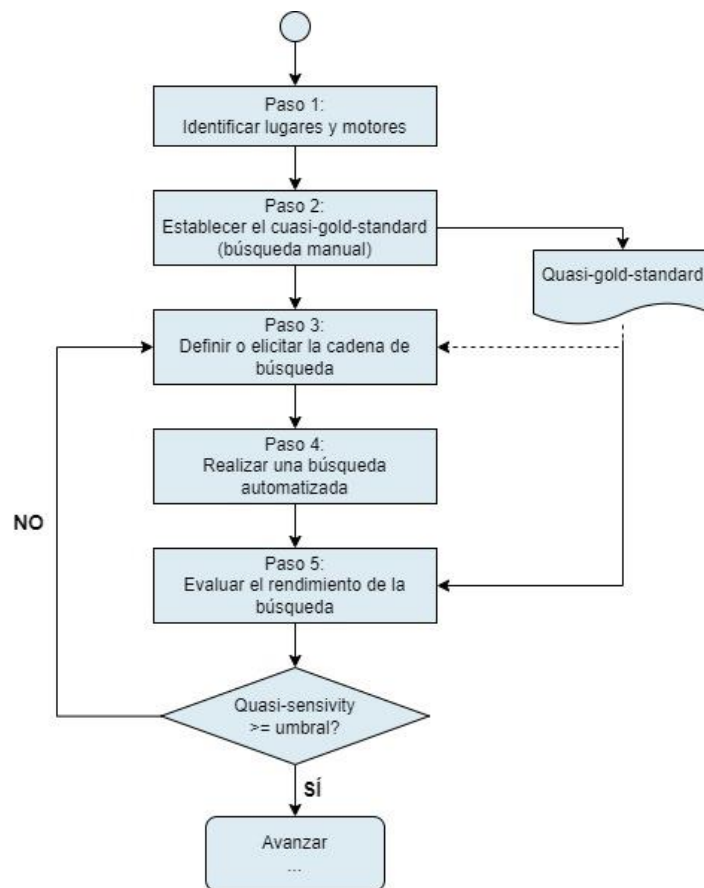 Paso 1:
Identificar lugares y motores
Paso 2:
Establecer el cuasi-gold-standard
(búsqueda manual)
Quasi-gold-standard
Paso 3:
Definir o elicitar la cadena de
búsqueda
Paso 4:
Realizar una búsqueda
automatizada
NO
Paso 5:
Evaluar el rendimiento de la
búsqueda
Quasi-sensivity
>= umbral?
SÍ
Avanzar
...